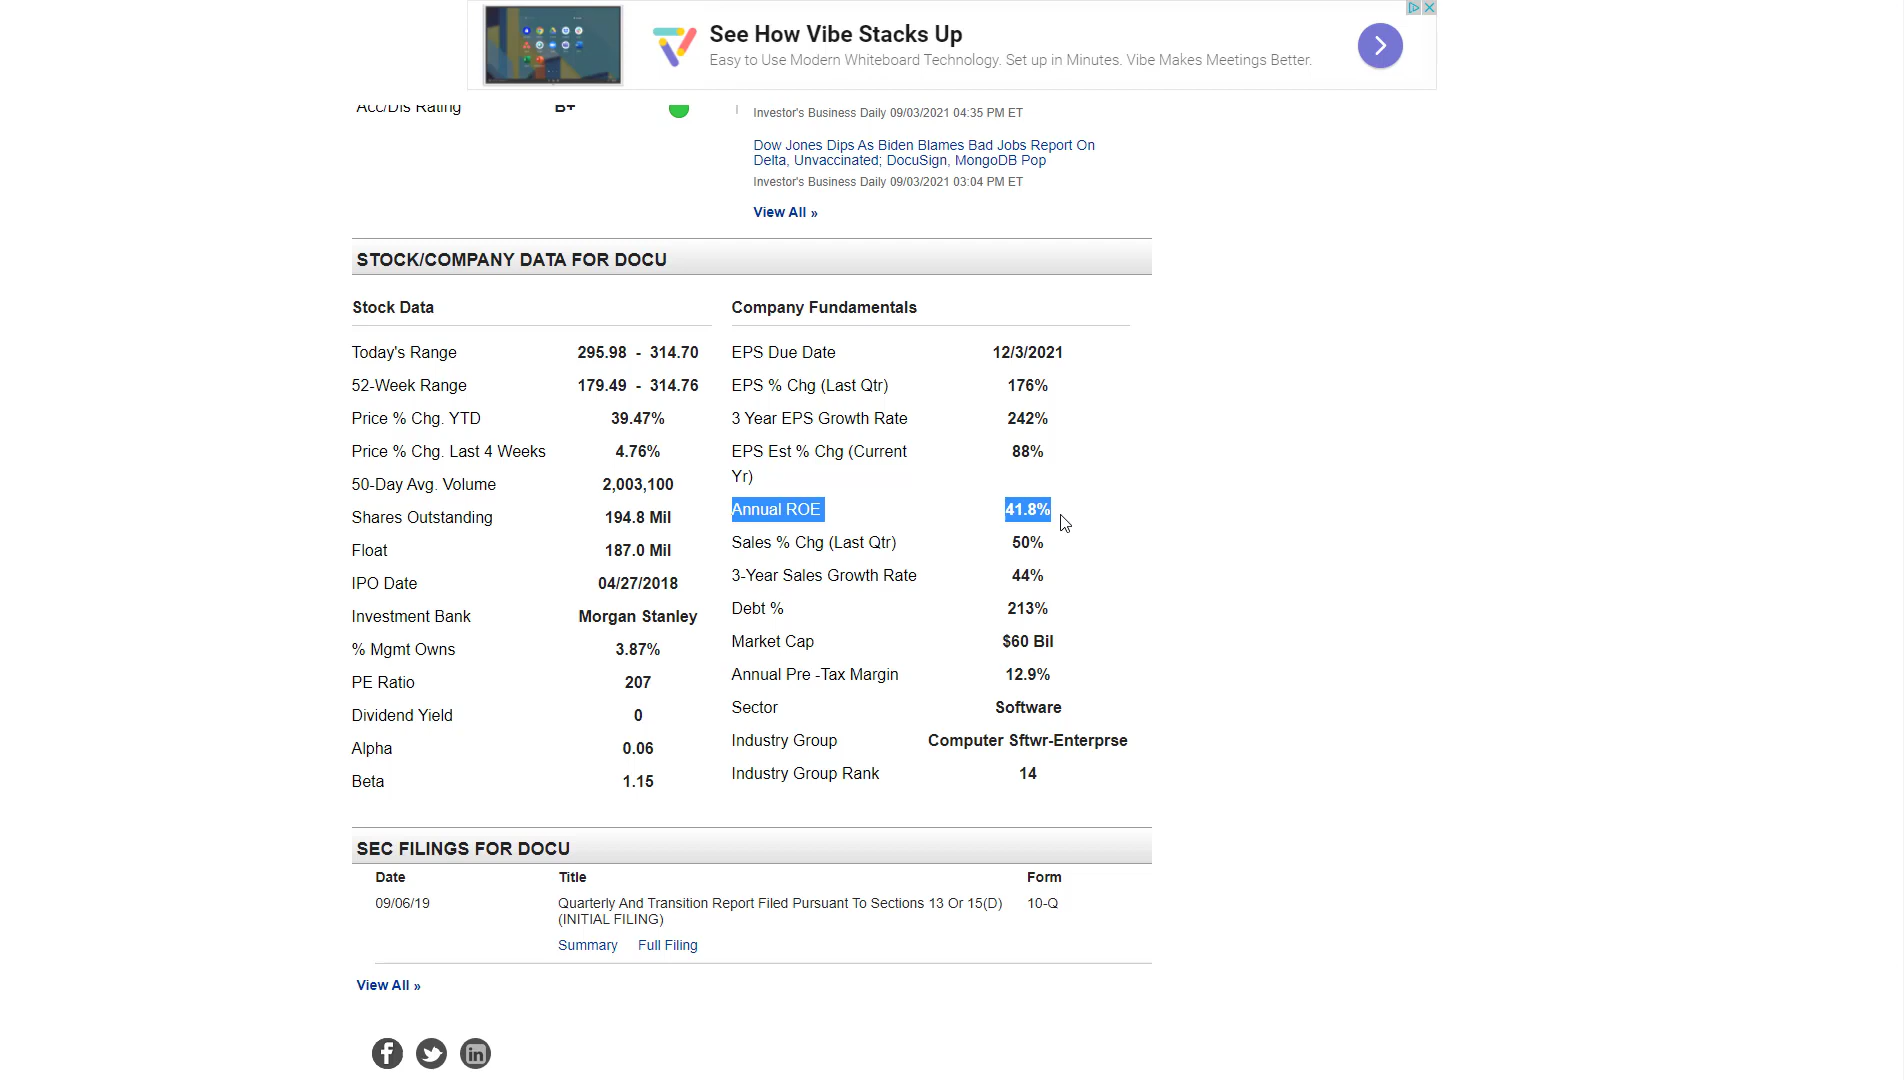 See How Vibe Stacks Up
Easy to Use Modern Whiteboard Technology. Set up in Minutes. Vibe Makes Meetings Better.
Acc/Dis Rating B+
Investor's Business Daily 09/03/2021 04:35 PM ET
Dow Jones Dips As Biden Blames Bad Jobs Report On
Delta, Unvaccinated; DocuSign, MongoDB Pop
Investor's Business Daily 09/03/2021 03:04 PM ET
View All »
STOCK/COMPANY DATA FOR DOCU
Stock Data
Today's Range 295.98 - 314.70
52-Week Range 179.49 - 314.76
Price % Chg. YTD 39.47%
Price % Chg. Last 4 Weeks 4.76%
50-Day Avg. Volume 2,003,100
Shares Outstanding 194.8 Mil
Float 187.0 Mil
IPO Date 04/27/2018
Investment Bank Morgan Stanley
% Mgmt Owns 3.87%
PE Ratio 207
Dividend Yield 0
Alpha 0.06
Beta 1.15
Company Fundamentals
EPS Due Date 12/3/2021
EPS % Chg (Last Qtr) 176%
3 Year EPS Growth Rate 242%
EPS Est % Chg (Current 88%
Yr)
Annual ROE 41.8%
Sales % Chg (Last Qtr) 50%
3-Year Sales Growth Rate 44%
Debt % 213%
Market Cap $60 Bil
Annual Pre -Tax Margin 12.9%
Sector Software
Industry Group Computer Sftwr-Enterprse
Industry Group Rank 14
SEC FILINGS FOR DOCU
Date Title Form
09/06/19 Quarterly And Transition Report Filed Pursuant To Sections 13 Or 15(D) 10-Q
(INITIAL FILING)
Summary Full Filing
View All »